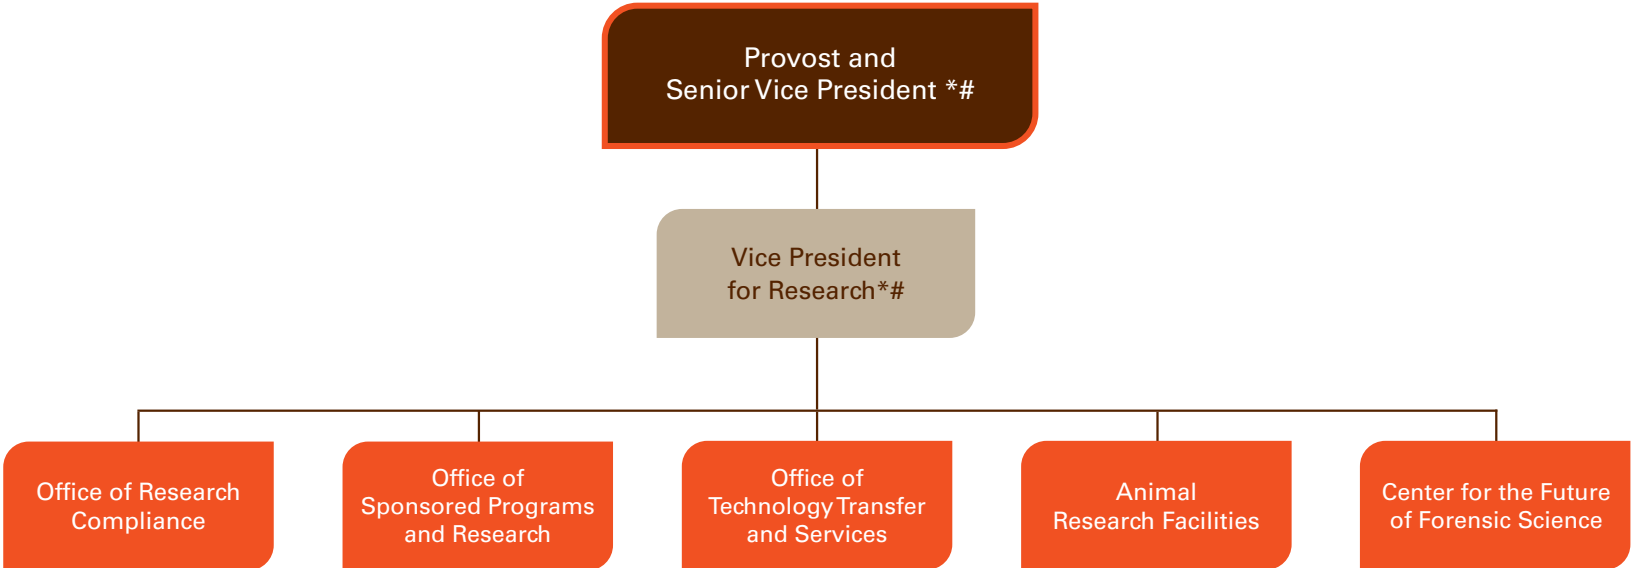 Provost and
Senior Vice President *#
Vice President
for Research*#
Office of Research
Compliance
Office of
Sponsored Programs
and Research
Office of
Technology Transfer
and Services
Animal
Research Facilities
Center for the Future
of Forensic Science